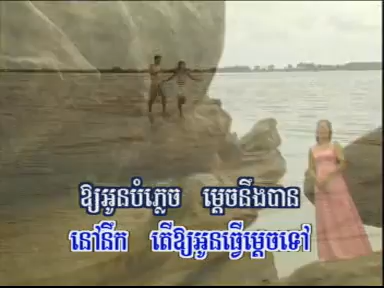 ឱ្យអូនបំភ្លេច ម្ដេចនឹងបាន
នៅនឹក តើឱ្យអូនធ្វើម្ដេចទៅ